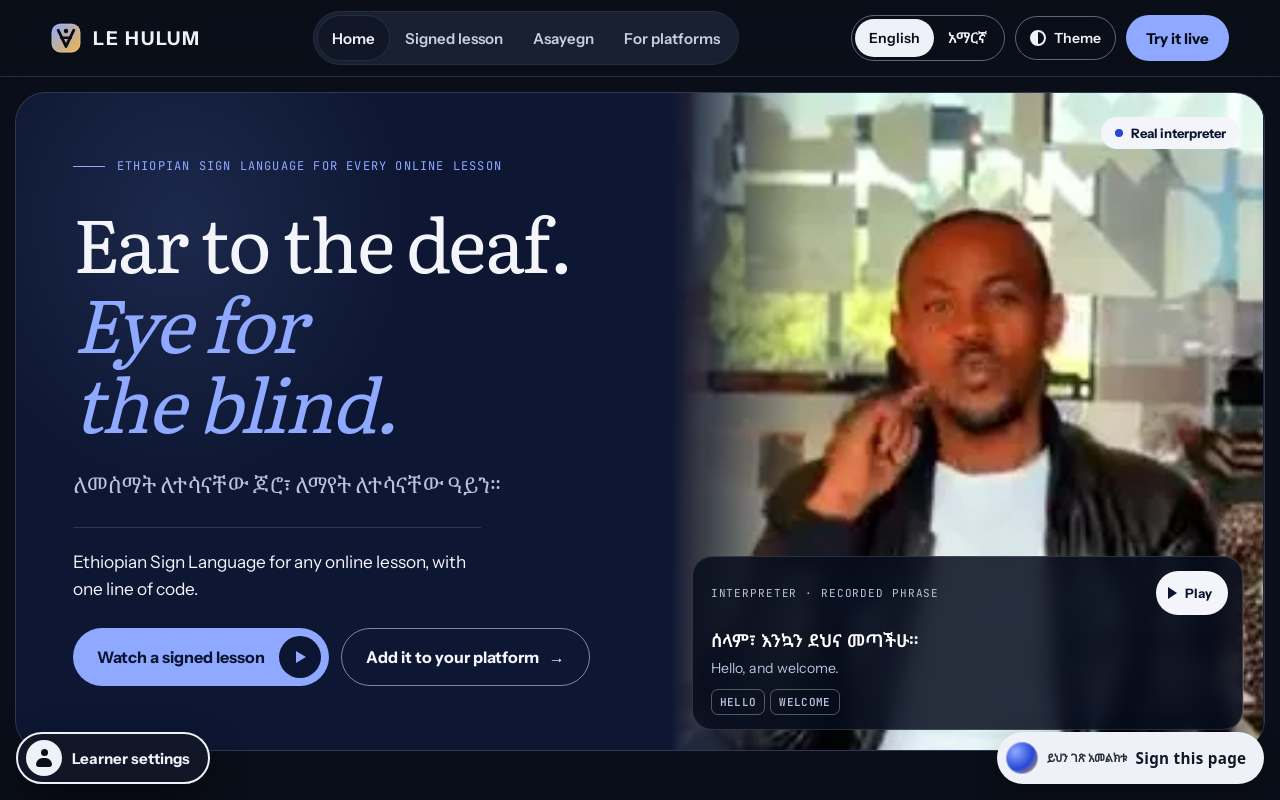 LE HULUM
Home
Signed lesson
Asayegn
For platforms
English
አማርኛ
Theme
Try it live
Real interpreter
ETHIOPIAN SIGN LANGUAGE FOR EVERY ONLINE LESSON
Ear to the deaf.
Eye for
the blind.
ለመስማት ለተሳናቸው ጆሮ፣ ለማየት ለተሳናቸው ዓይን።
Ethiopian Sign Language for any online lesson, with
one line of code.
Watch a signed lesson
Add it to your platform →
INTERPRETER · RECORDED PHRASE
Play
ሰላም፣ እንኳን ደህና መጣችሁ።
Hello, and welcome.
HELLO
WELCOME
Learner settings
ይህን ገጽ አመልክቱ Sign this page